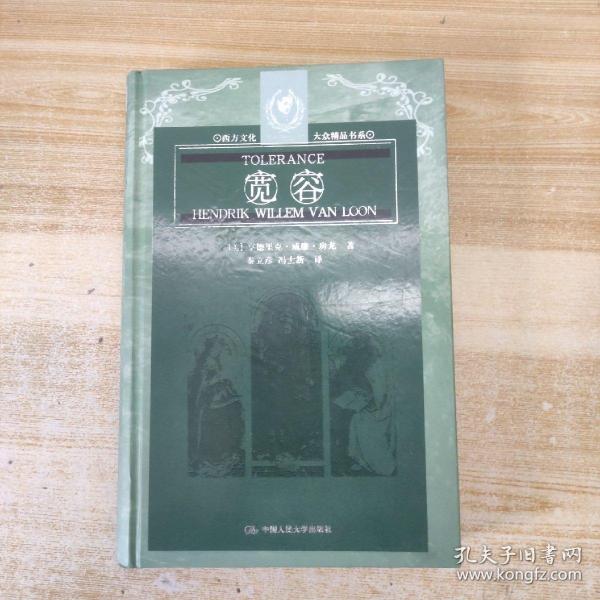 ⊙西方文化 大众精品书系⊙
TOLERANCE
宽容
HENDRIK WILLEM VAN LOON
[美]亨德里克·威廉·房龙 著
秦立彦 冯士新 译
中国人民大学出版社
孔夫子旧书网
www.kongfz.com